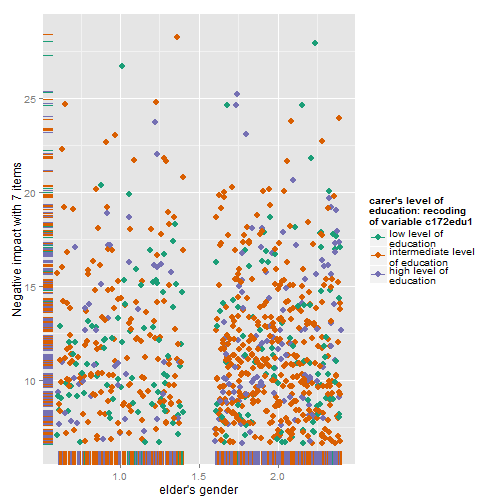 Negative impact with 7 items
25
20
15
10
1.0
1.5
2.0
elder's gender
carer's level of
education: recoding
of variable c172edu1
low level of
education
intermediate level
of education
high level of
education